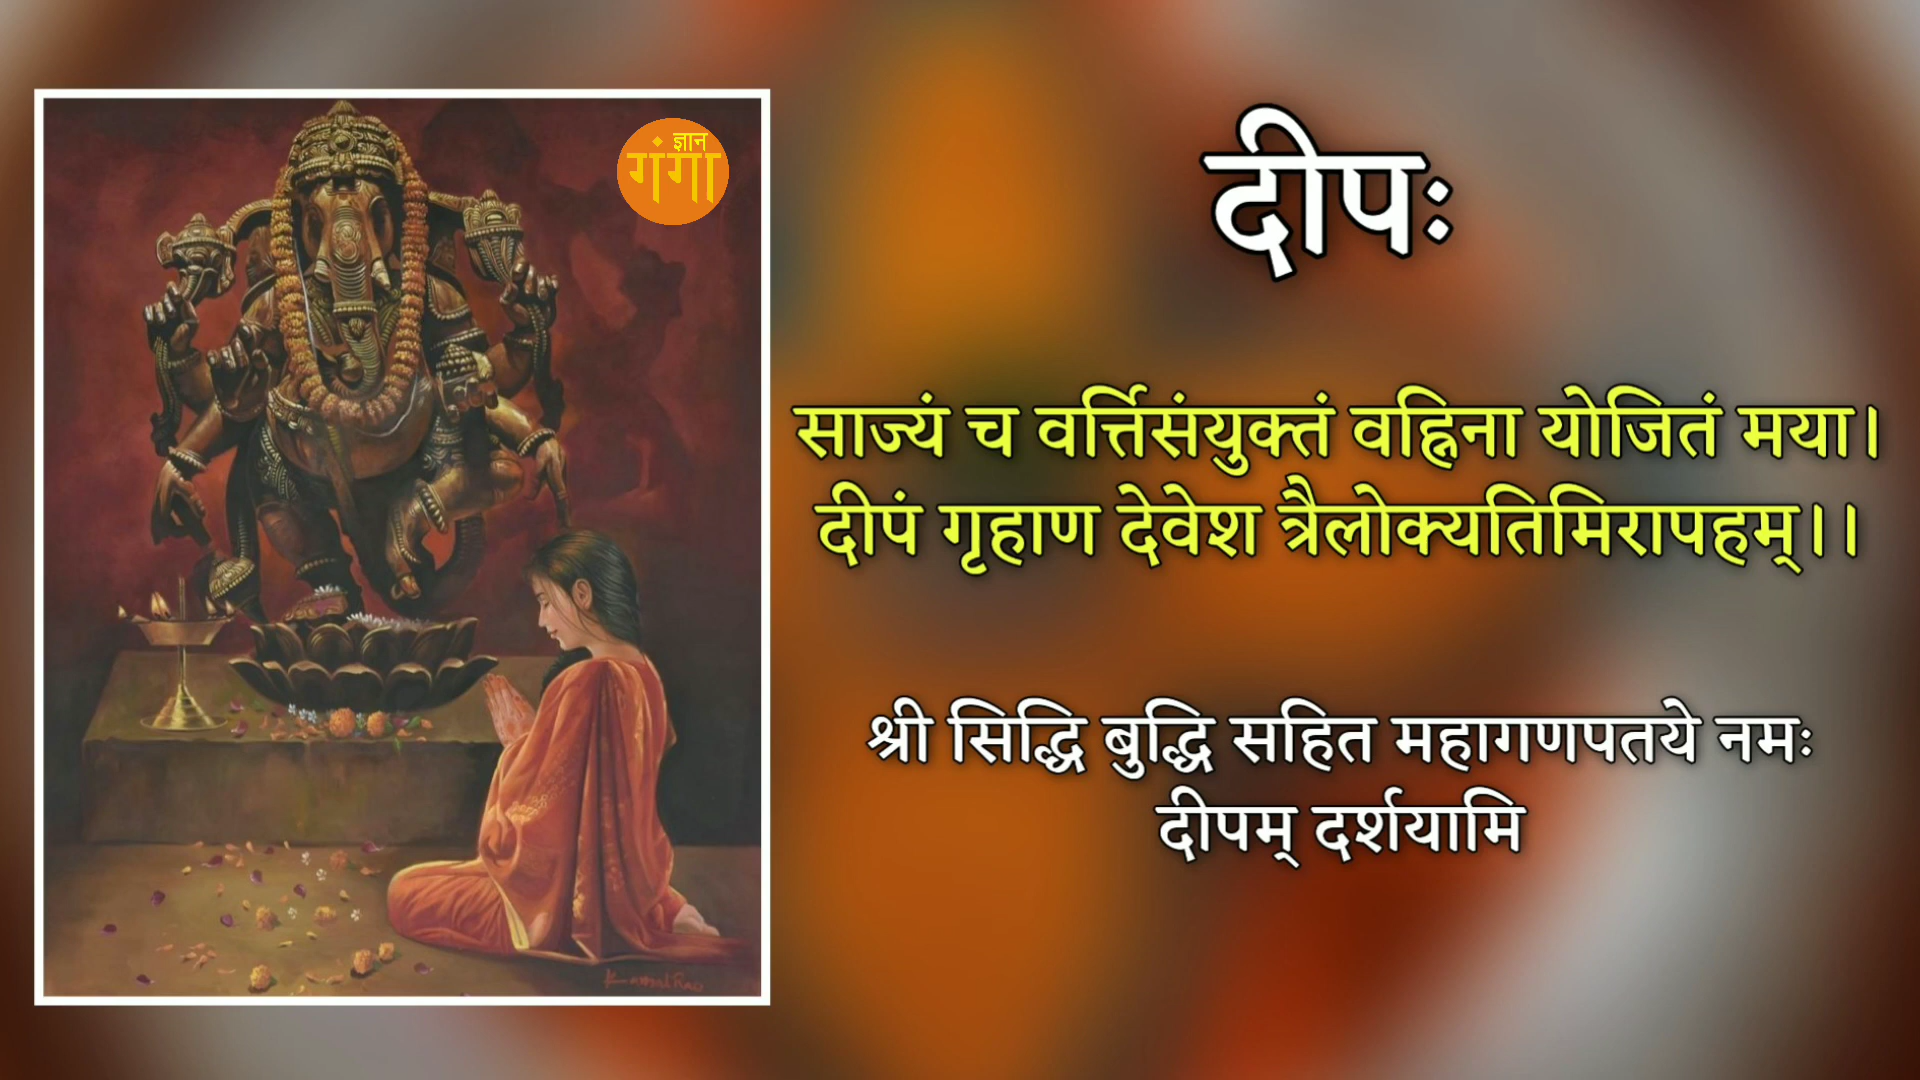 ज्ञान
गंगा
दीपः
साज्यं च वर्त्तिसंयुक्तं वह्निना योजितं मया।
दीपं गृहाण देवेश त्रैलोक्यतिमिरापहम्।।
श्री सिद्धि बुद्धि सहित महागणपतये नमः
दीपम् दर्शयामि